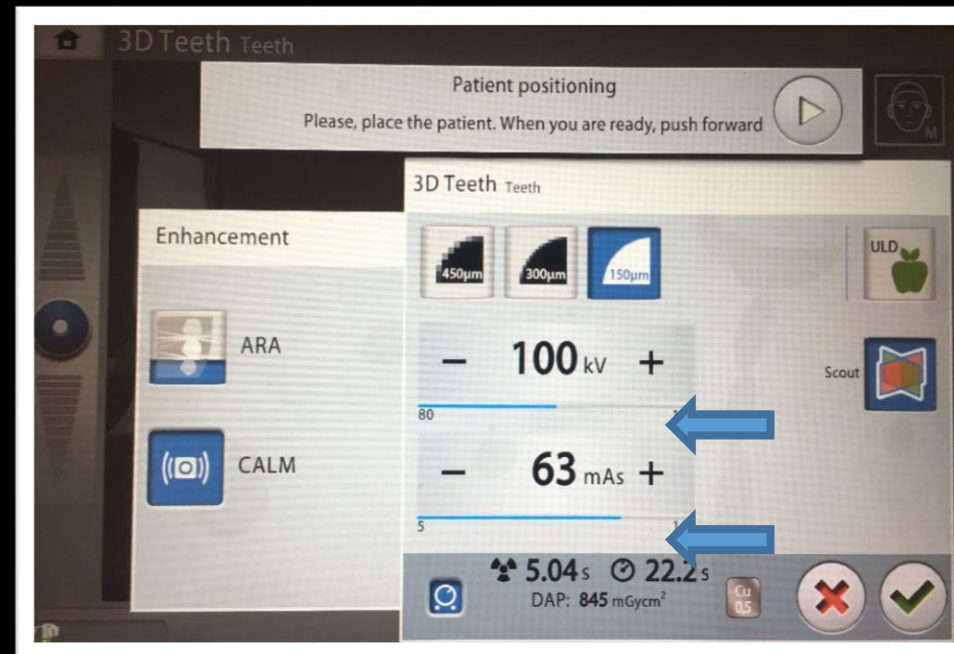 3D Teeth Teeth
Patient positioning
Please, place the patient. When you are ready, push forward
M
3D Teeth Teeth
Enhancement
450µm 300µm 150µm
ULD
ARA
− 100 kV +
Scout
80
CALM
− 63 mAs +
5
5.04 s 22.2 s
DAP: 845 mGycm²
Cu
0,5